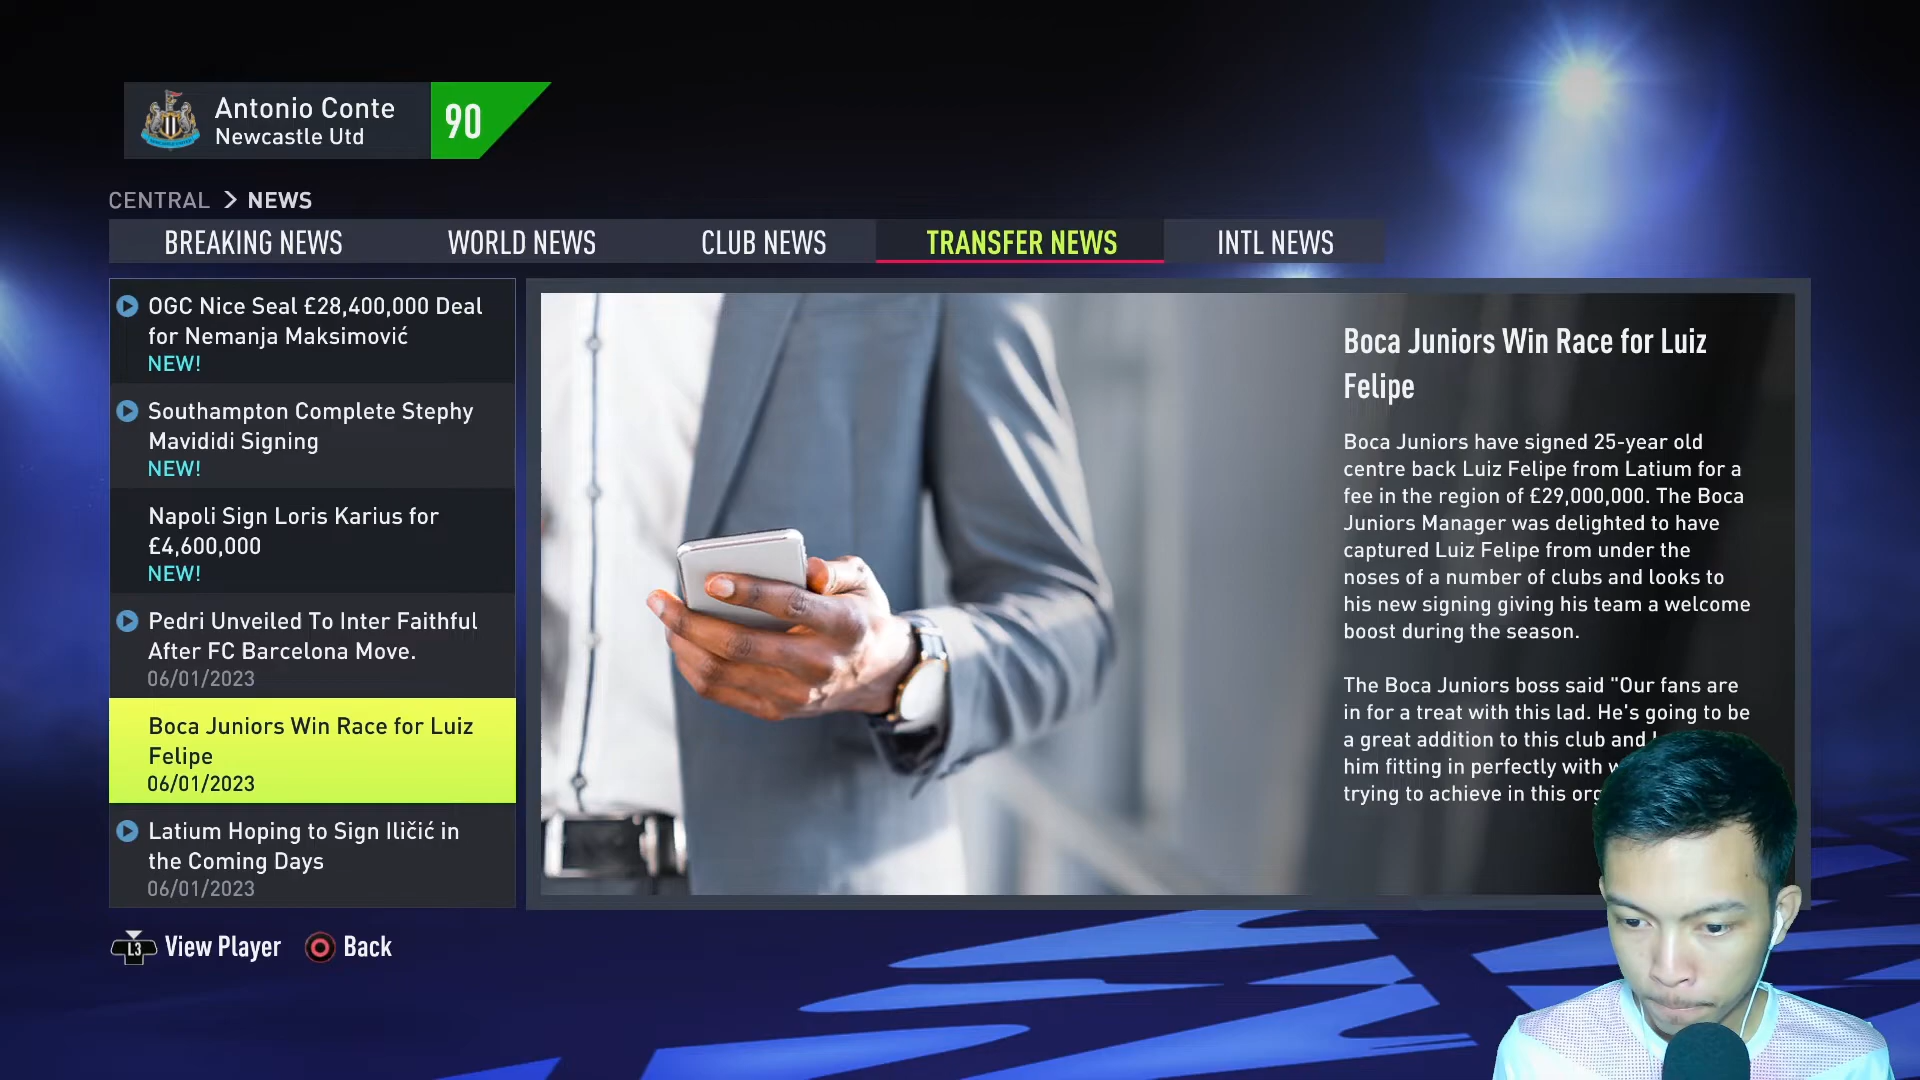 Antonio Conte
Newcastle Utd
90
CENTRAL > NEWS
BREAKING NEWS
WORLD NEWS
CLUB NEWS
TRANSFER NEWS
INTL NEWS
OGC Nice Seal £28,400,000 Deal
for Nemanja Maksimović
NEW!
Southampton Complete Stephy
Mavididi Signing
NEW!
Napoli Sign Loris Karius for
£4,600,000
NEW!
Pedri Unveiled To Inter Faithful
After FC Barcelona Move.
06/01/2023
Boca Juniors Win Race for Luiz
Felipe
06/01/2023
Latium Hoping to Sign Iličić in
the Coming Days
06/01/2023
Boca Juniors Win Race for Luiz
Felipe
Boca Juniors have signed 25-year old
centre back Luiz Felipe from Latium for a
fee in the region of £29,000,000. The Boca
Juniors Manager was delighted to have
captured Luiz Felipe from under the
noses of a number of clubs and looks to
his new signing giving his team a welcome
boost during the season.
The Boca Juniors boss said "Our fans are
in for a treat with this lad. He's going to be
a great addition to this club and
him fitting in perfectly with
trying to achieve in this
L3 View Player
Back